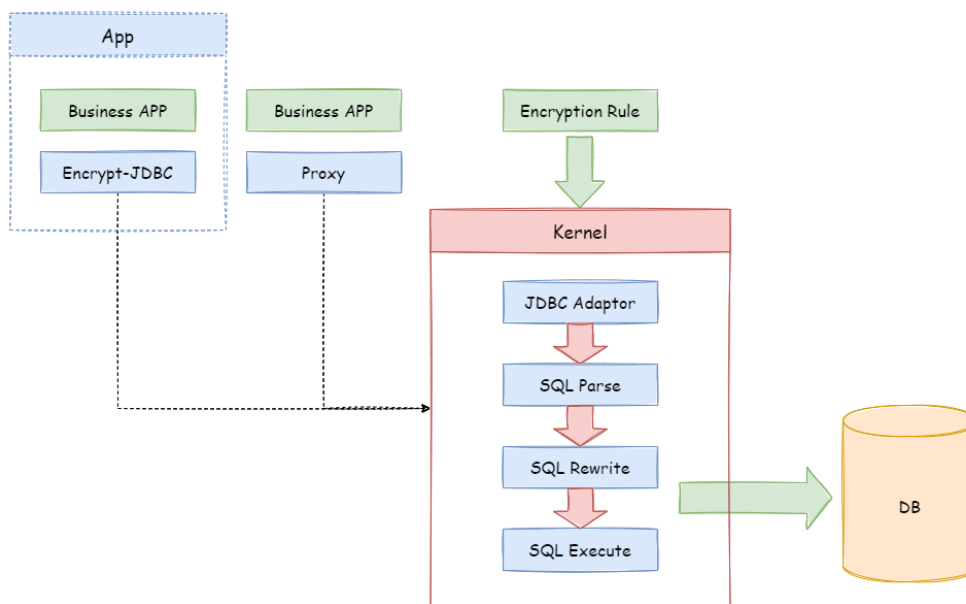 App
Business APP
Business APP
Encryption Rule
Encrypt-JDBC
Proxy
Kernel
JDBC Adaptor
SQL Parse
SQL Rewrite
DB
SQL Execute